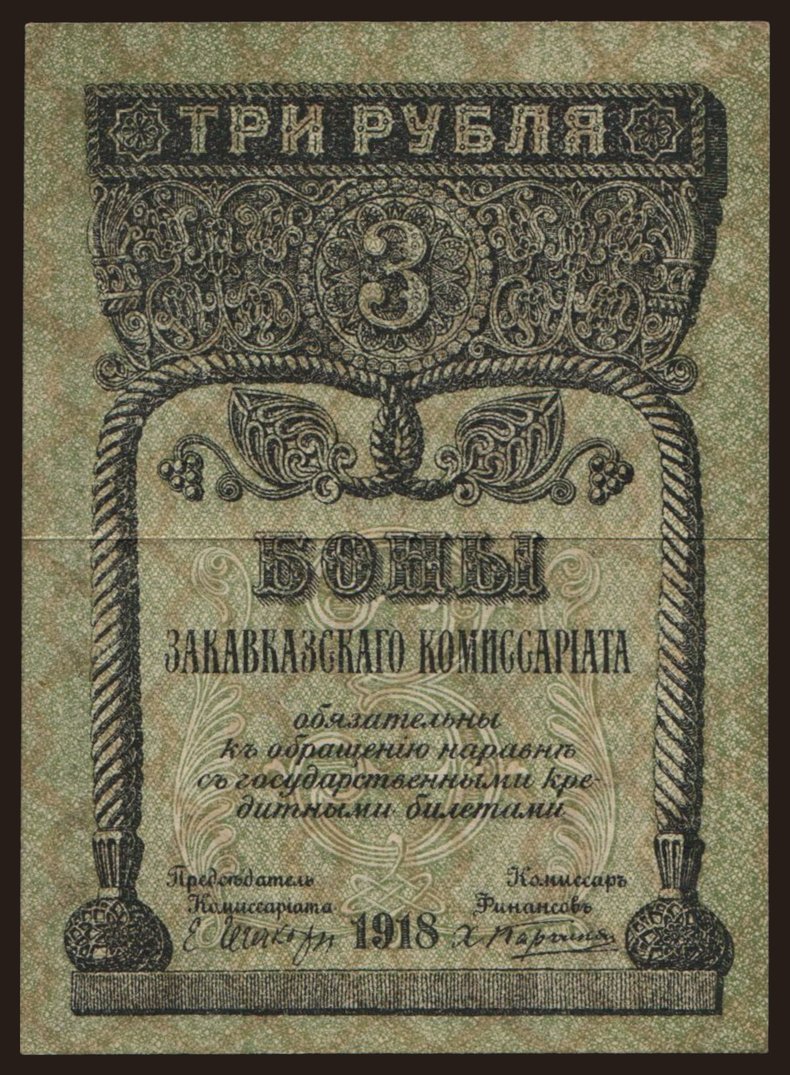 ТРИ РУБЛЯ
3
БОНЫ
ЗАКАВКАЗСКАГО КОМИССАРІАТА
обязательны
къ обращенію наравнѣ
съ государственными кре-
дитными билетами
Предсѣдатель Комиссаріата
Комиссаръ Финансовъ
1918